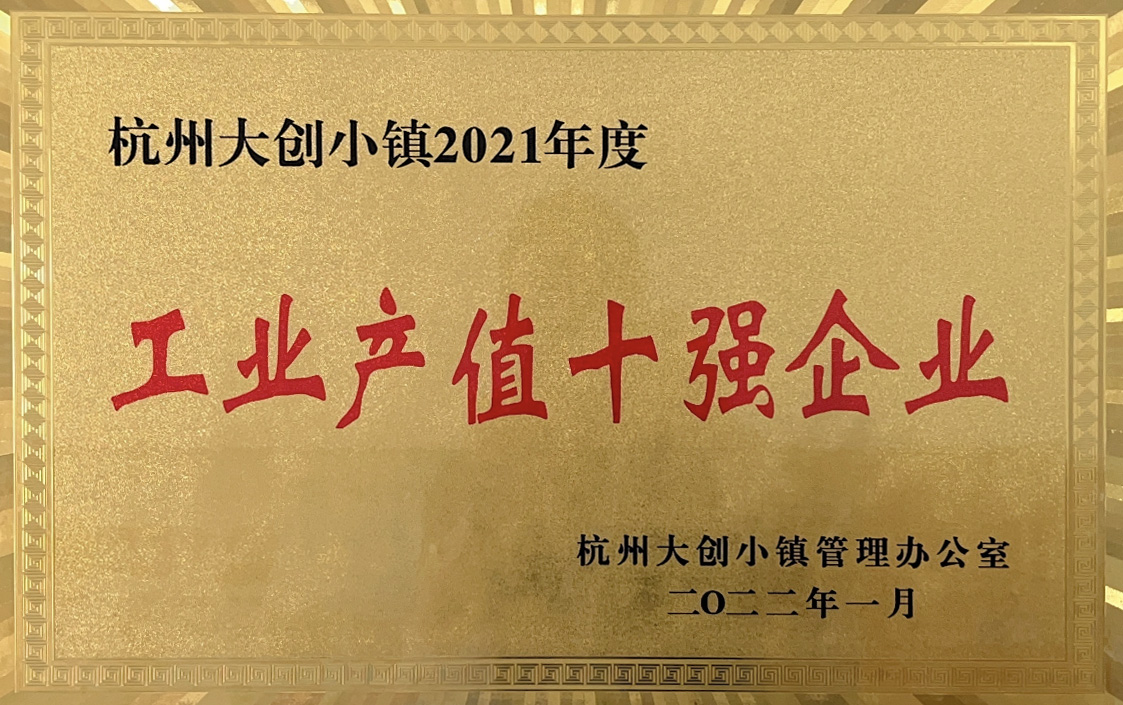 杭州大创小镇2021年度
工业产值十强企业
杭州大创小镇管理办公室
二O二二年一月